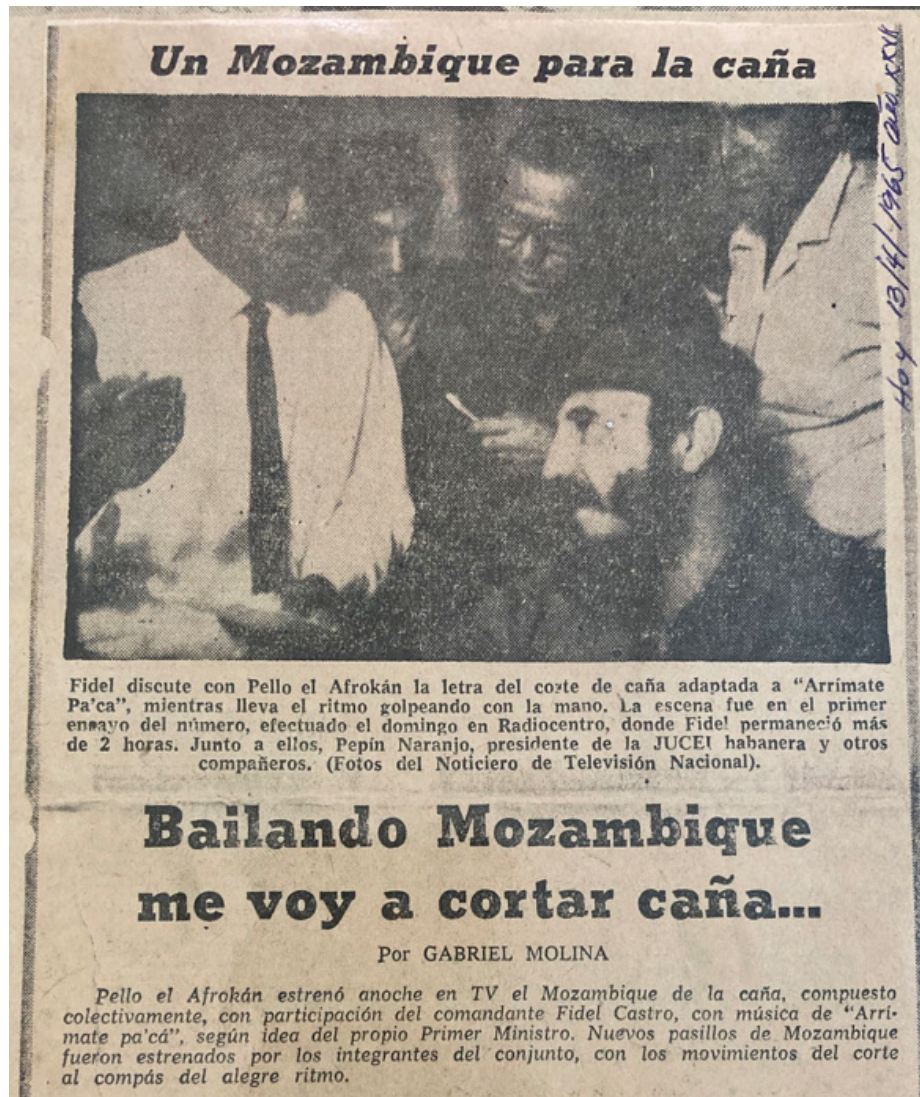 Un Mozambique para la caña
Hoy 13/4/1965 año XXVII
Fidel discute con Pello el Afrokán la letra del corte de caña adaptada a "Arrímate
Pa'ca", mientras lleva el ritmo golpeando con la mano. La escena fue en el primer
ensayo del número, efectuado el domingo en Radiocentro, donde Fidel permaneció más
de 2 horas. Junto a ellos, Pepín Naranjo, presidente de la JUCEI habanera y otros
compañeros. (Fotos del Noticiero de Televisión Nacional).
Bailando Mozambique
me voy a cortar caña...
Por GABRIEL MOLINA
Pello el Afrokán estrenó anoche en TV el Mozambique de la caña, compuesto
colectivamente, con participación del comandante Fidel Castro, con música de "Arrí-
mate pa'cá", según idea del propio Primer Ministro. Nuevos pasillos de Mozambique
fueron estrenados por los integrantes del conjunto, con los movimientos del corte
al compás del alegre ritmo.